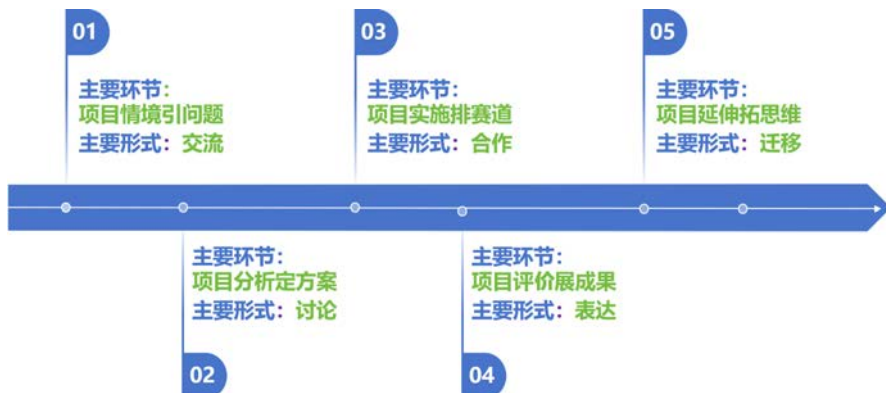 01
主要环节：
项目情境引问题
主要形式：交流
02
主要环节：
项目分析定方案
主要形式：讨论
03
主要环节：
项目实施排赛道
主要形式：合作
04
主要环节：
项目评价展成果
主要形式：表达
05
主要环节：
项目延伸拓思维
主要形式：迁移